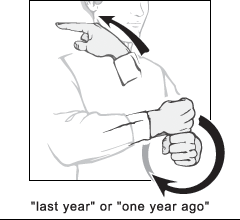 "last year" or "one year ago"